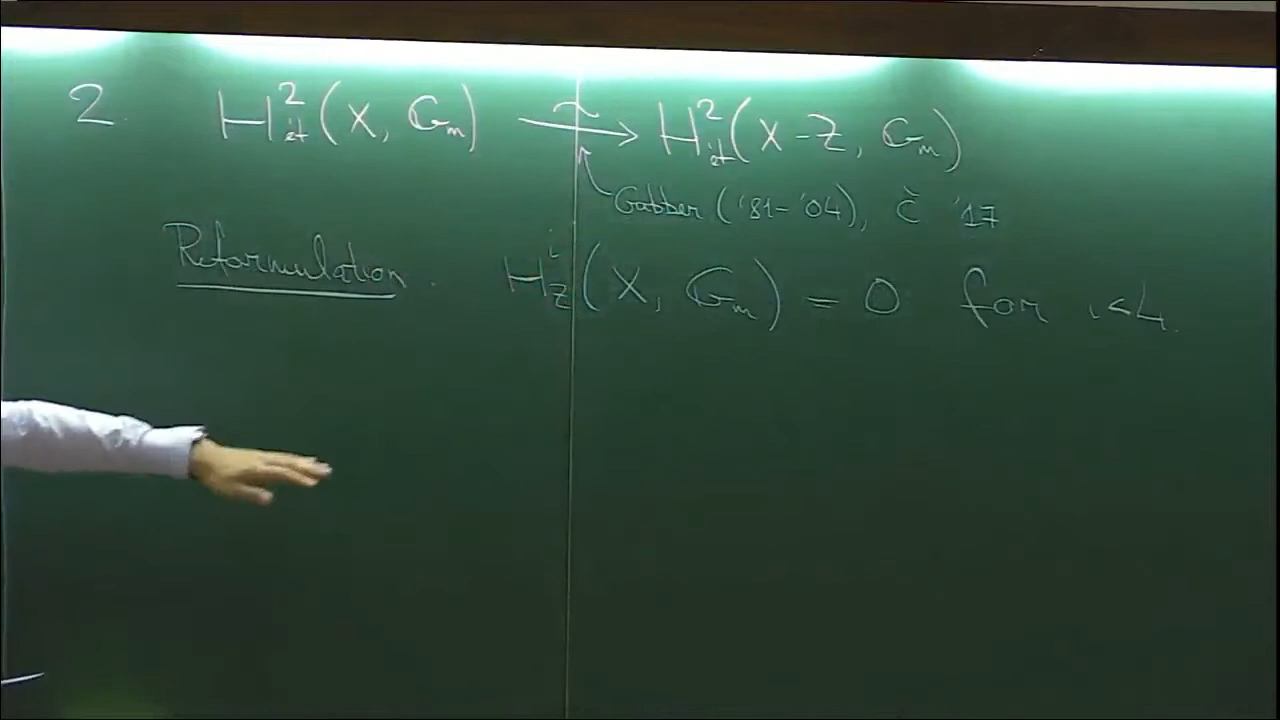 2. H²ét(X, Gm) ⥲ H²ét(X-Z, Gm)
Gabber ('81-'04), Č '17
Reformulation. HⁱZ(X, Gm) = 0 for i<4.